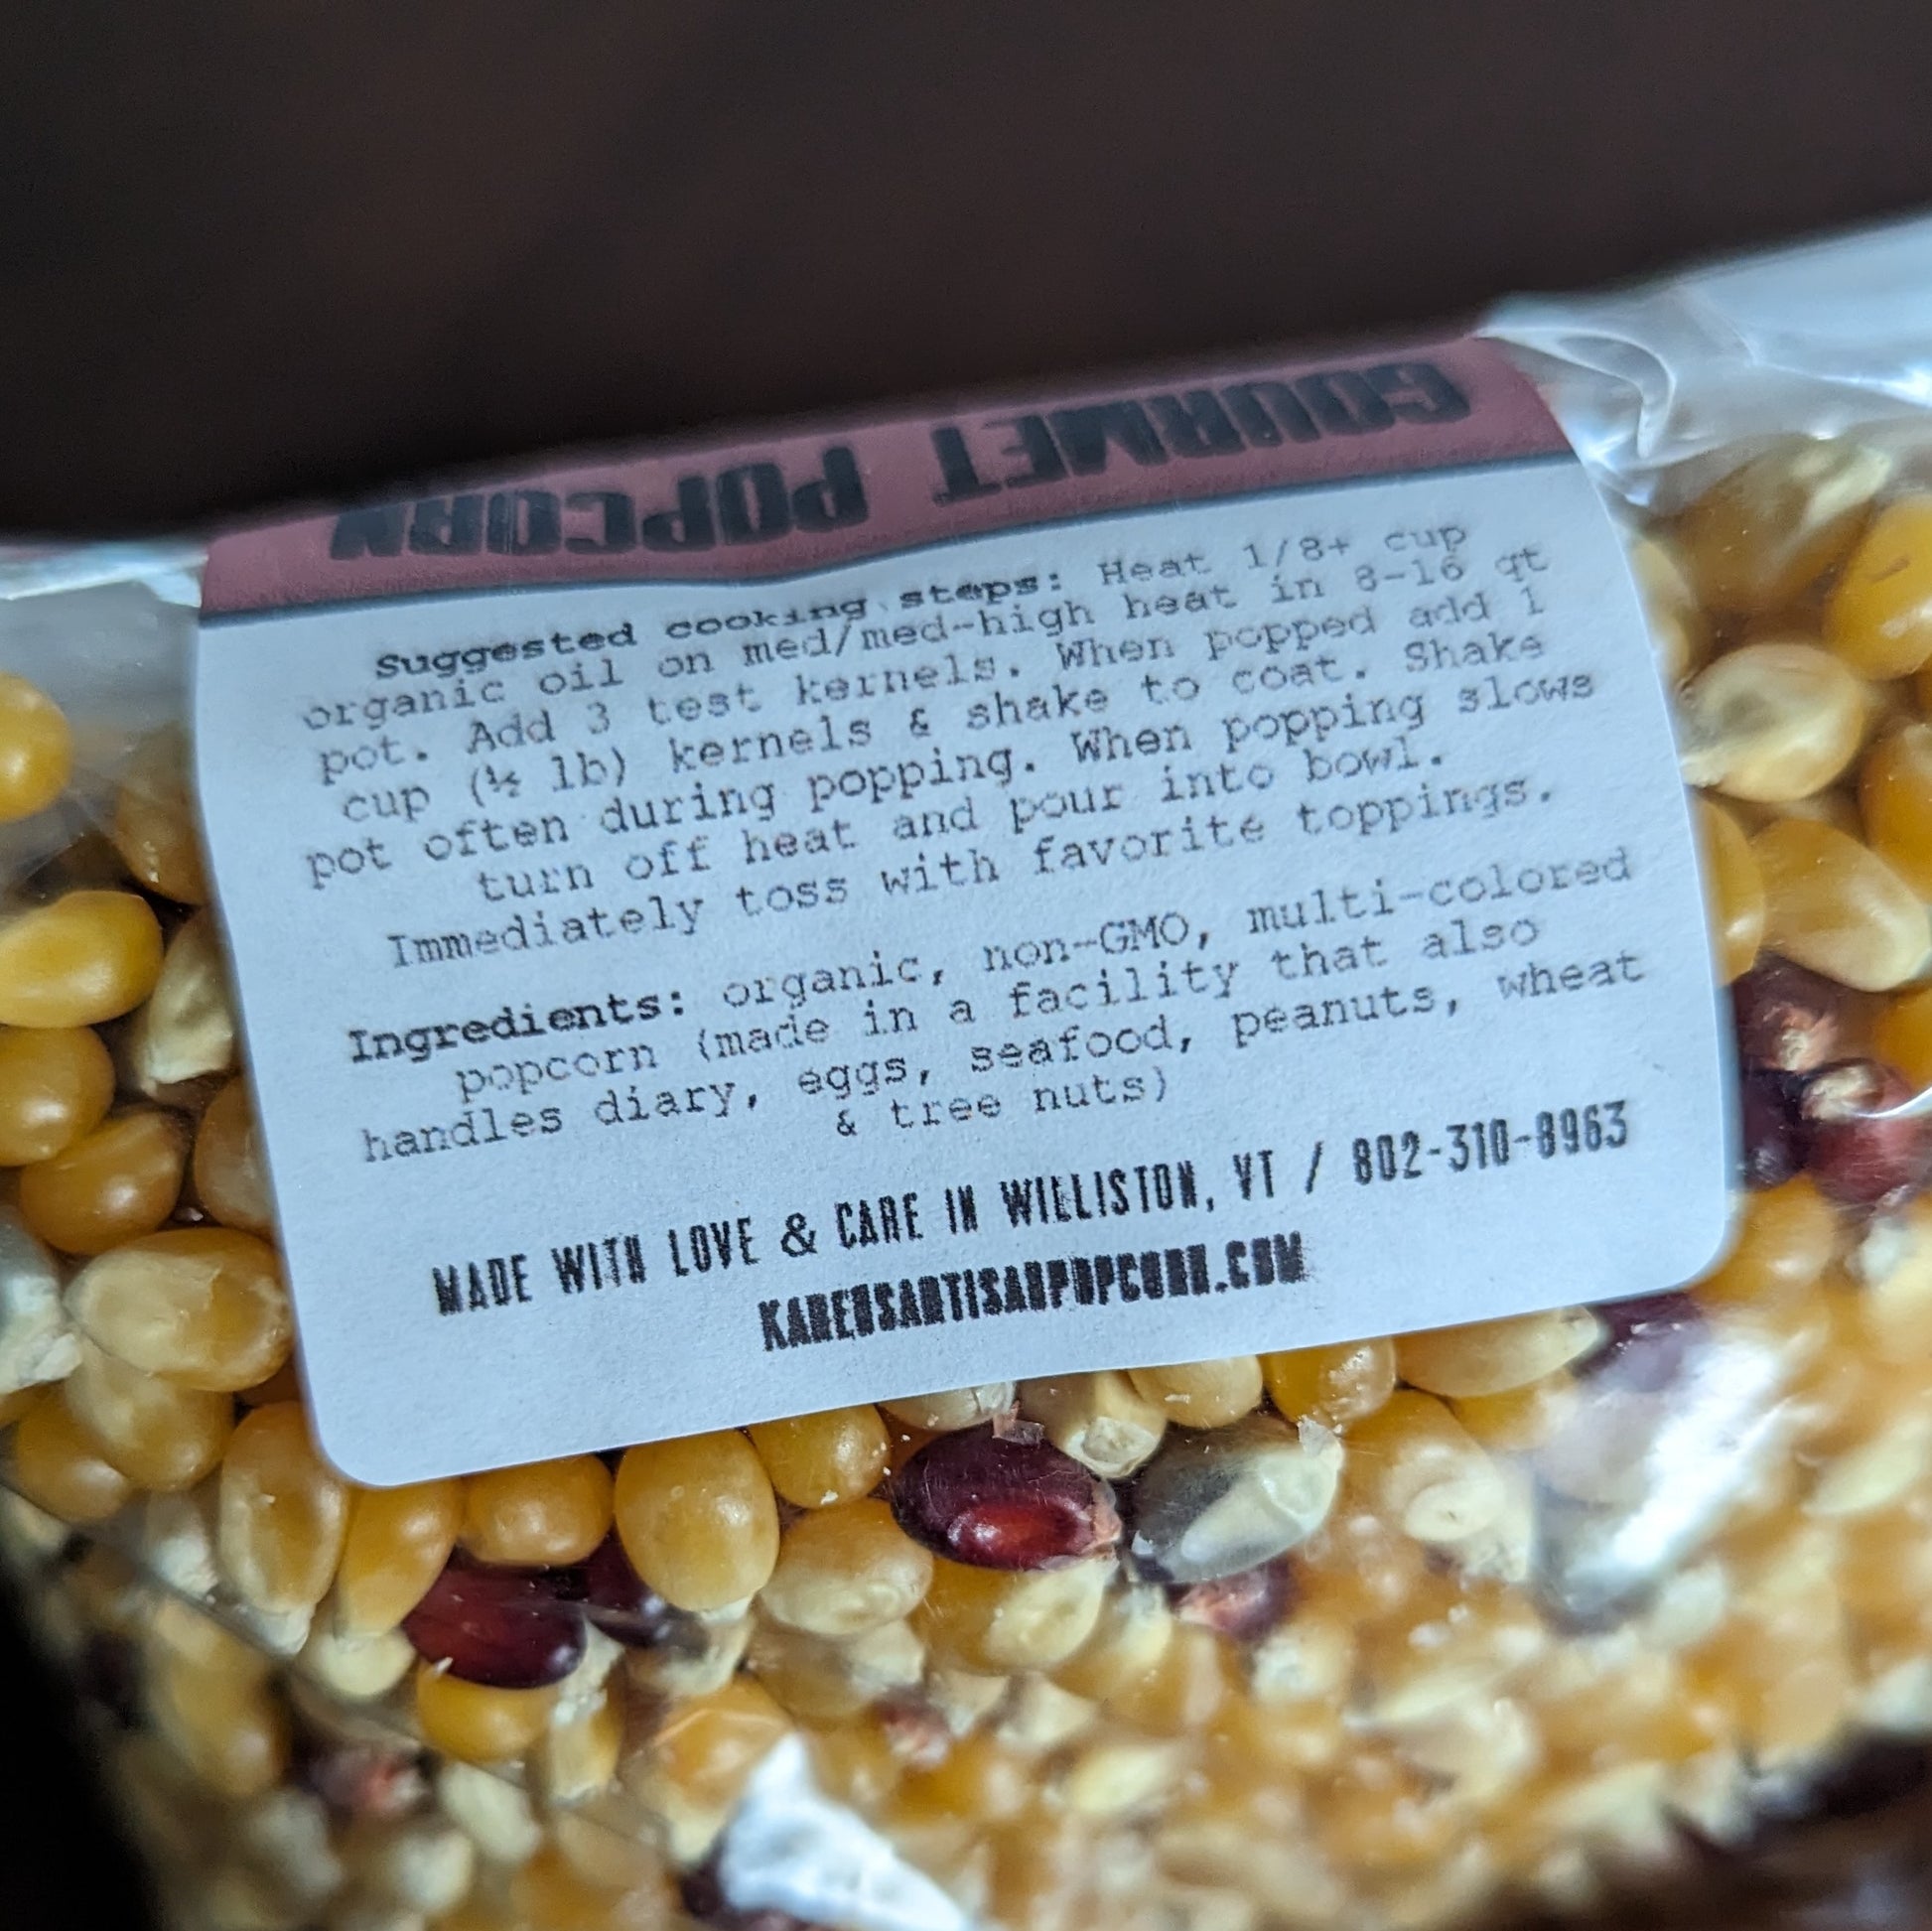 GOURMET POPCORN
Suggested cooking steps: Heat 1/8+ cup
organic oil on med/med-high heat in 8-16 qt
pot. Add 3 test kernels. When popped add 1
cup (½ lb) kernels & shake to coat. Shake
pot often during popping. When popping slows
turn off heat and pour into bowl.
Immediately toss with favorite toppings.
Ingredients: organic, non-GMO, multi-colored
popcorn (made in a facility that also
handles diary, eggs, seafood, peanuts, wheat
& tree nuts)
MADE WITH LOVE & CARE IN WILLISTON, VT / 802-310-8963
KARENSARTISANPOPCORN.COM